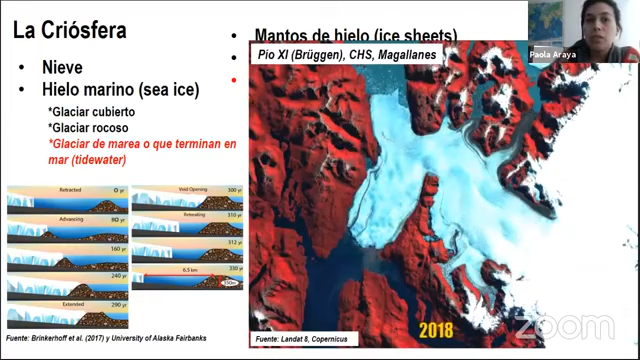 La Criósfera
• Nieve
• Hielo marino (sea ice)
*Glaciar cubierto
*Glaciar rocoso
*Glaciar de marea o que terminan en
mar (tidewater)
• Mantos de hielo (ice sheets)
Pio XI (Brüggen), CHS, Magallanes
Paola Araya
Retracted 0 yr
Advancing 90 yr
160 yr
240 yr
Extended 290 yr
Void Opening 300 yr
Retreating 310 yr
312 yr
6.5 km 330 yr
350m
Fuente: Brinkerhoff et al. (2017) y University of Alaska Fairbanks
Fuente: Landat 8, Copernicus
2018
zoom